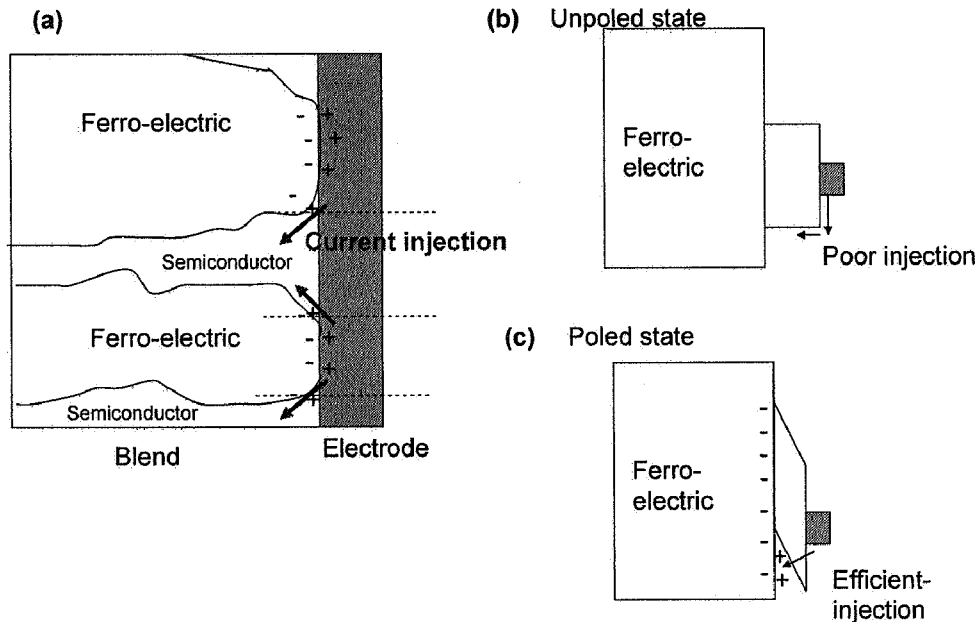 (a)
Ferro-electric
Current injection
Semiconductor
Ferro-electric
Semiconductor
Blend
Electrode
(b) Unpoled state
Ferro-
electric
Poor injection
(c) Poled state
Ferro-
electric
Efficient-
injection